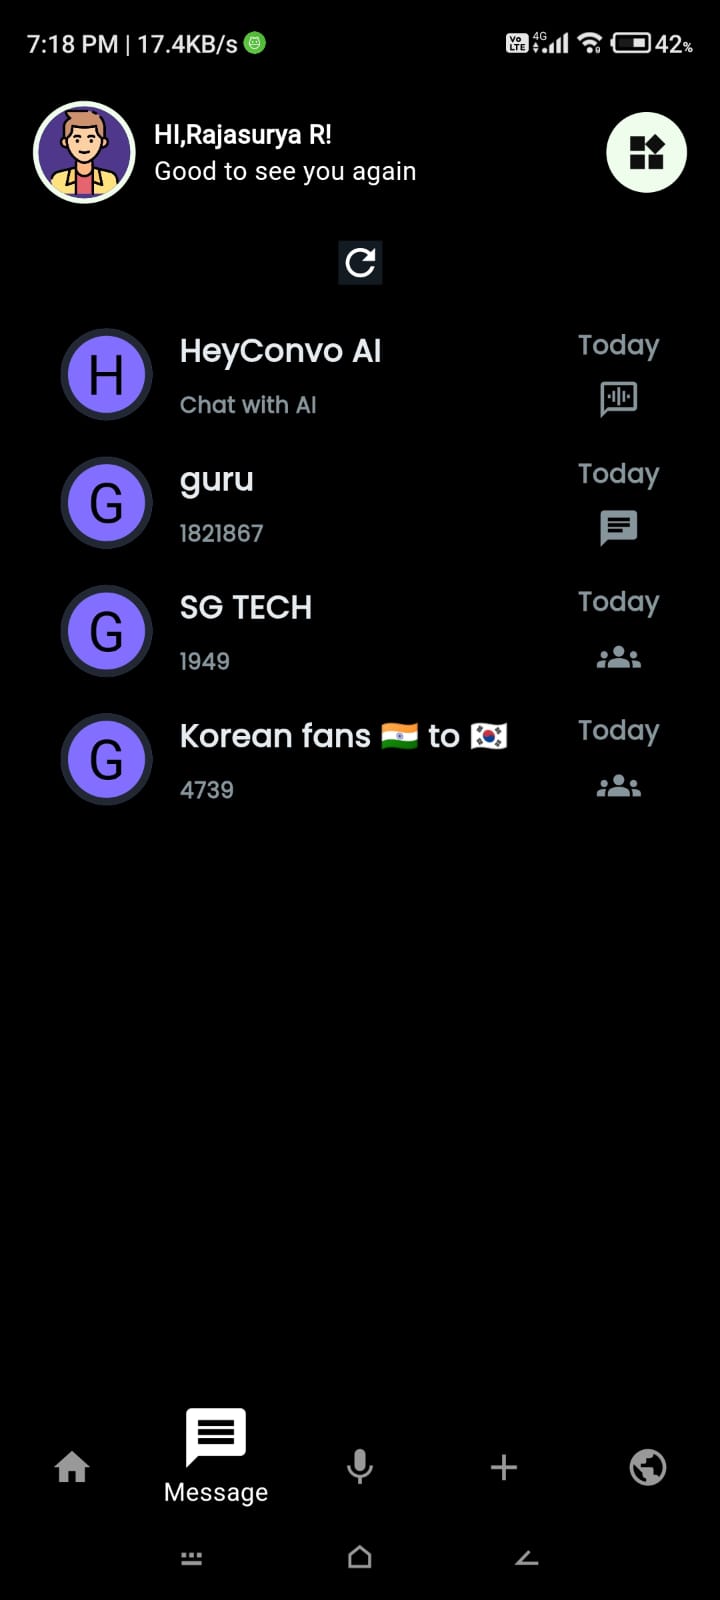 7:18 PM | 17.4KB/s
Vo LTE 4G 42%
HI,Rajasurya R!
Good to see you again
H
HeyConvo AI
Today
Chat with AI
G
guru
Today
1821867
G
SG TECH
Today
1949
G
Korean fans 🇮🇳 to 🇰🇷
Today
4739
Message